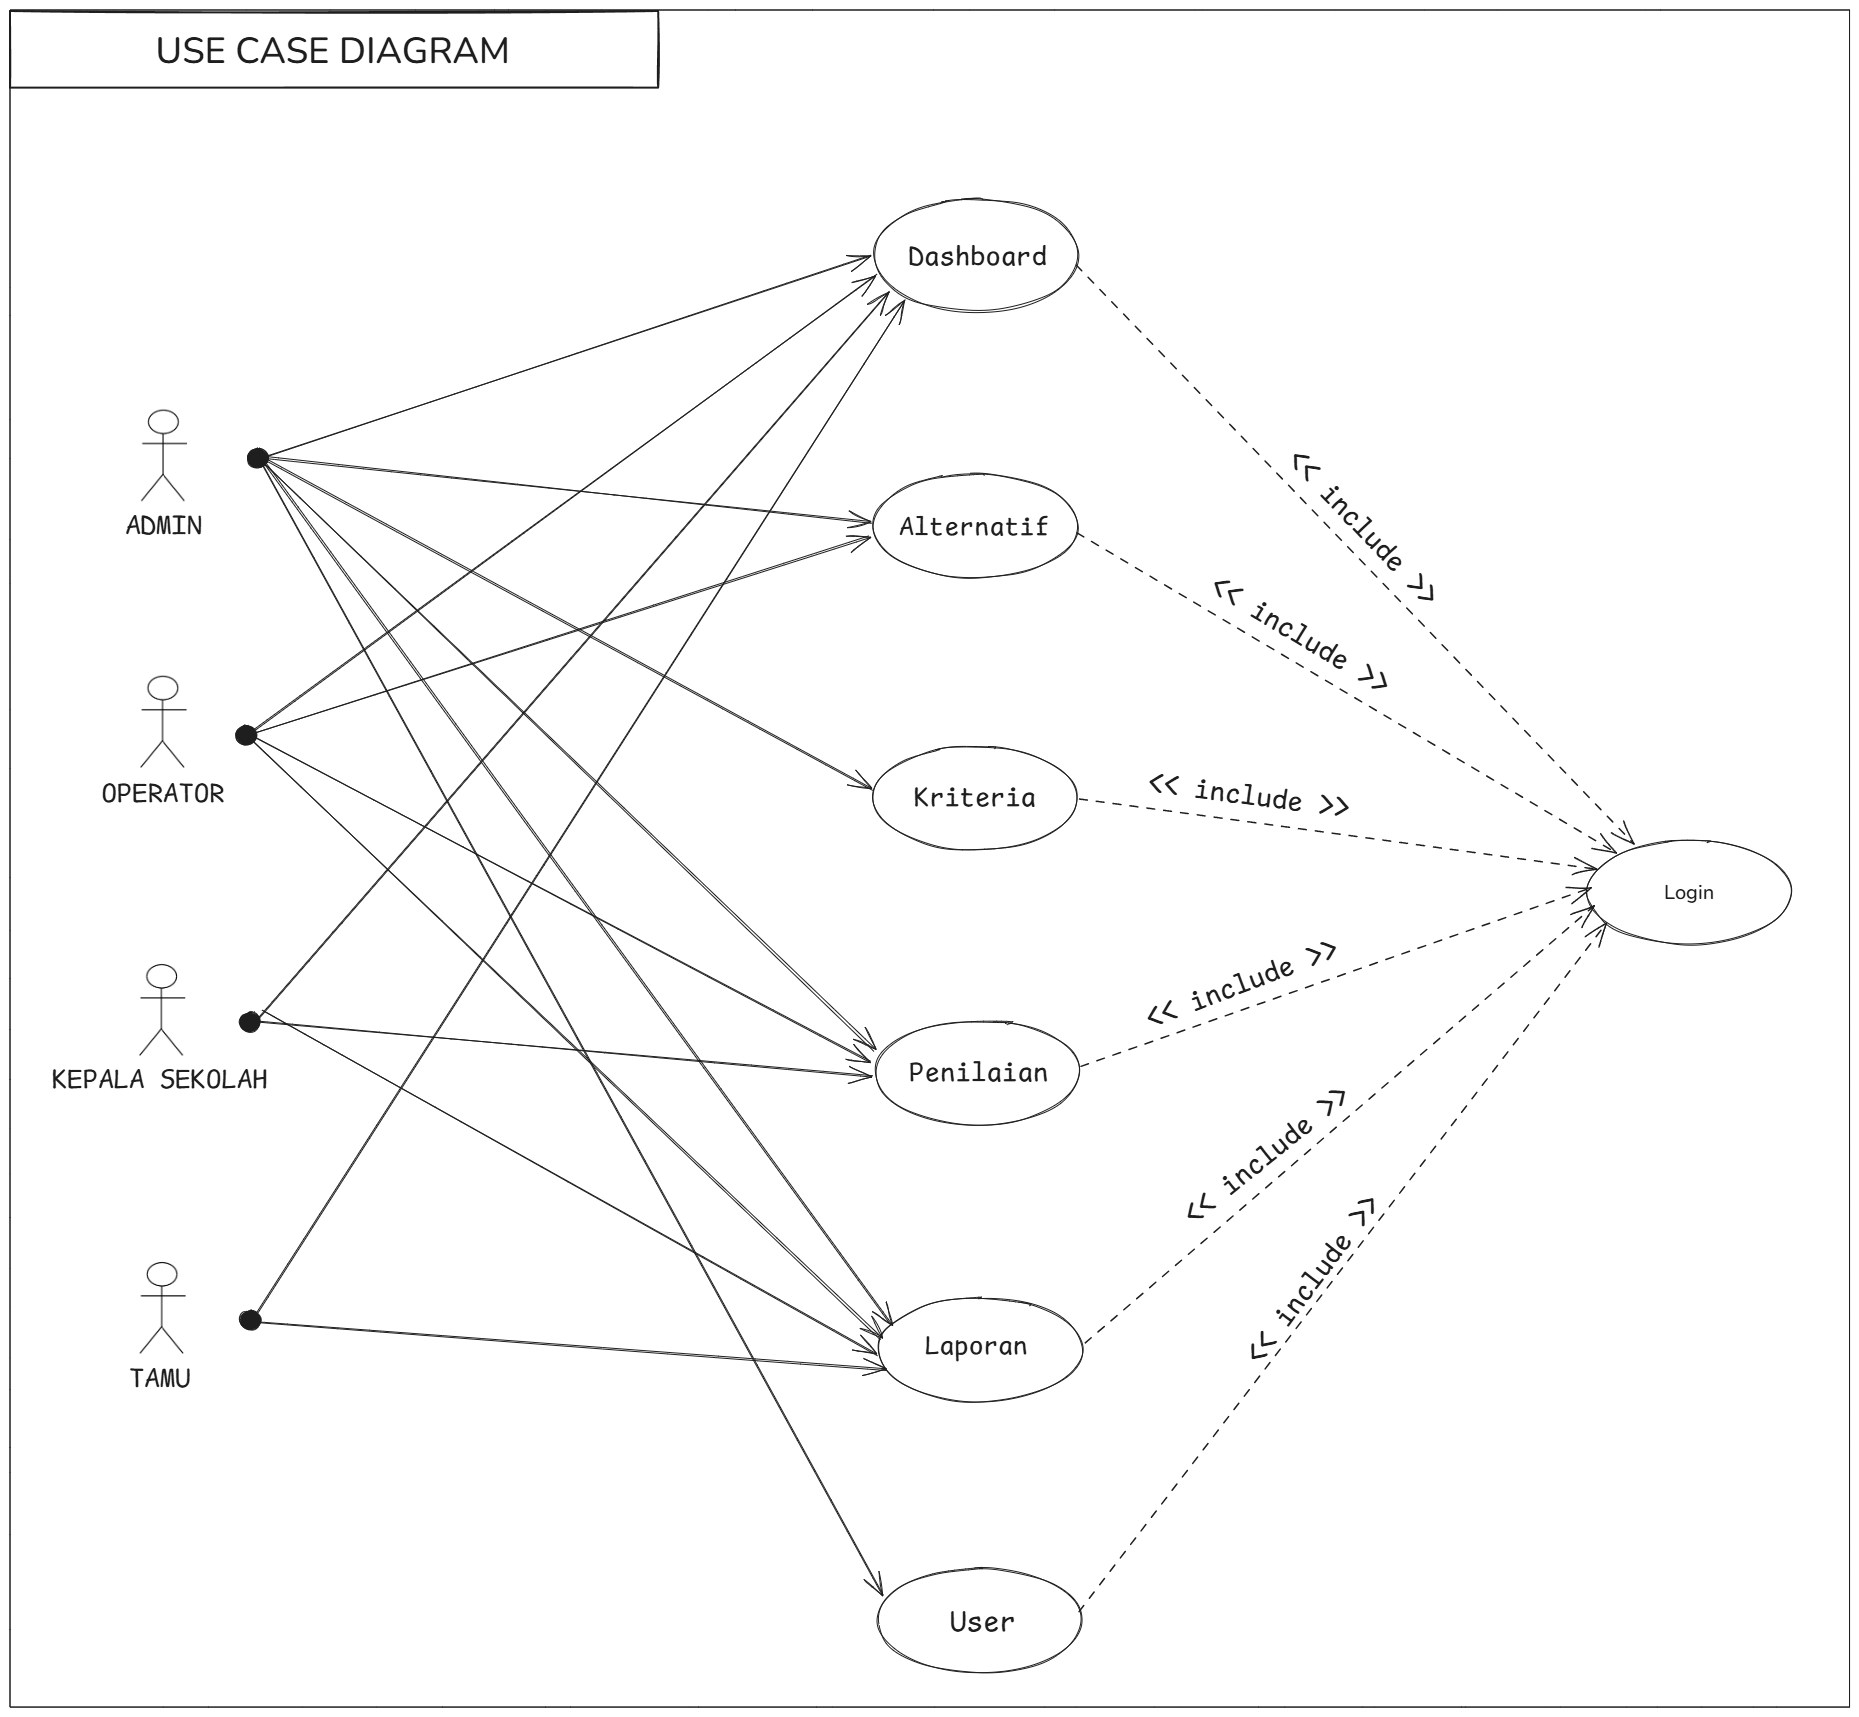 USE CASE DIAGRAM
Dashboard
ADMIN
<< include >>
Alternatif
<< include >>
OPERATOR
<< include >>
Kriteria
Login
<< include >>
KEPALA SEKOLAH
Penilaian
<< include >>
<< include >>
TAMU
Laporan
User